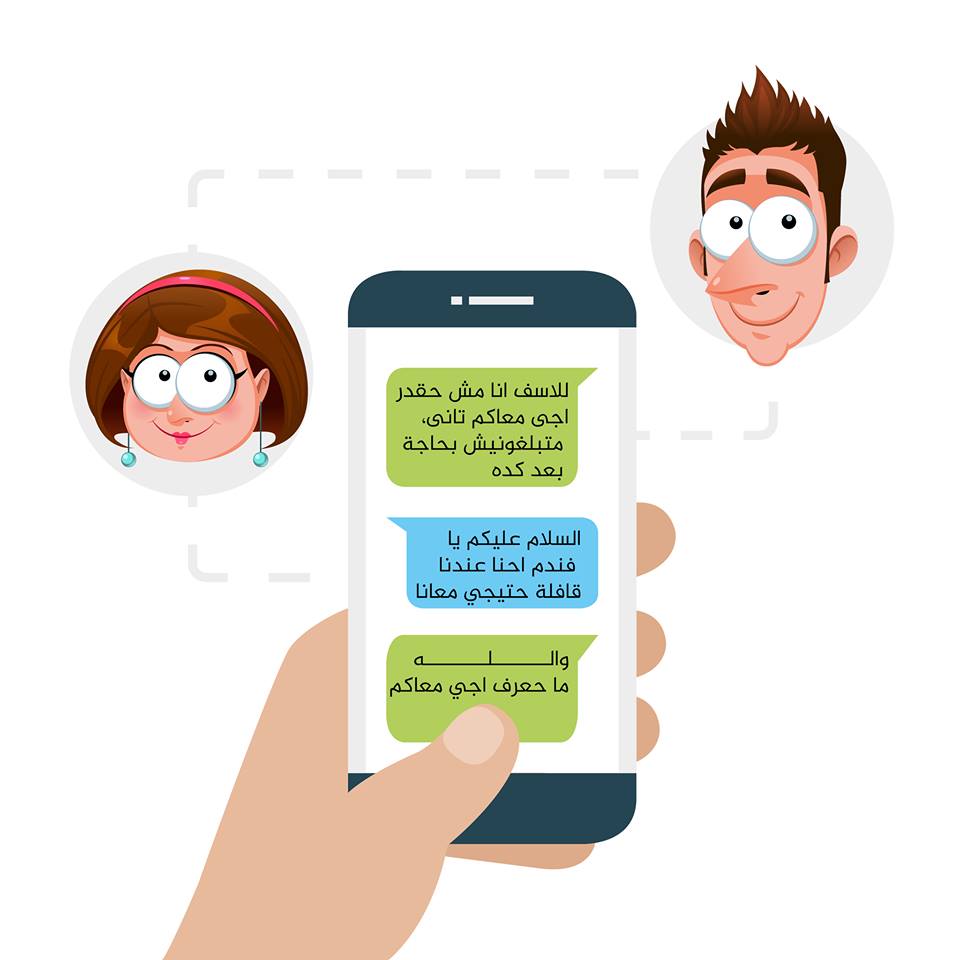 للاسف انا مش حقدر
اجى معاكم تانى،
متبلغونيش بحاجة
بعد كده
السلام عليكم يا
فندم احنا عندنا
قافلة حتيجي معانا
والـــــلـــــه
ما حعرف اجي معاكم